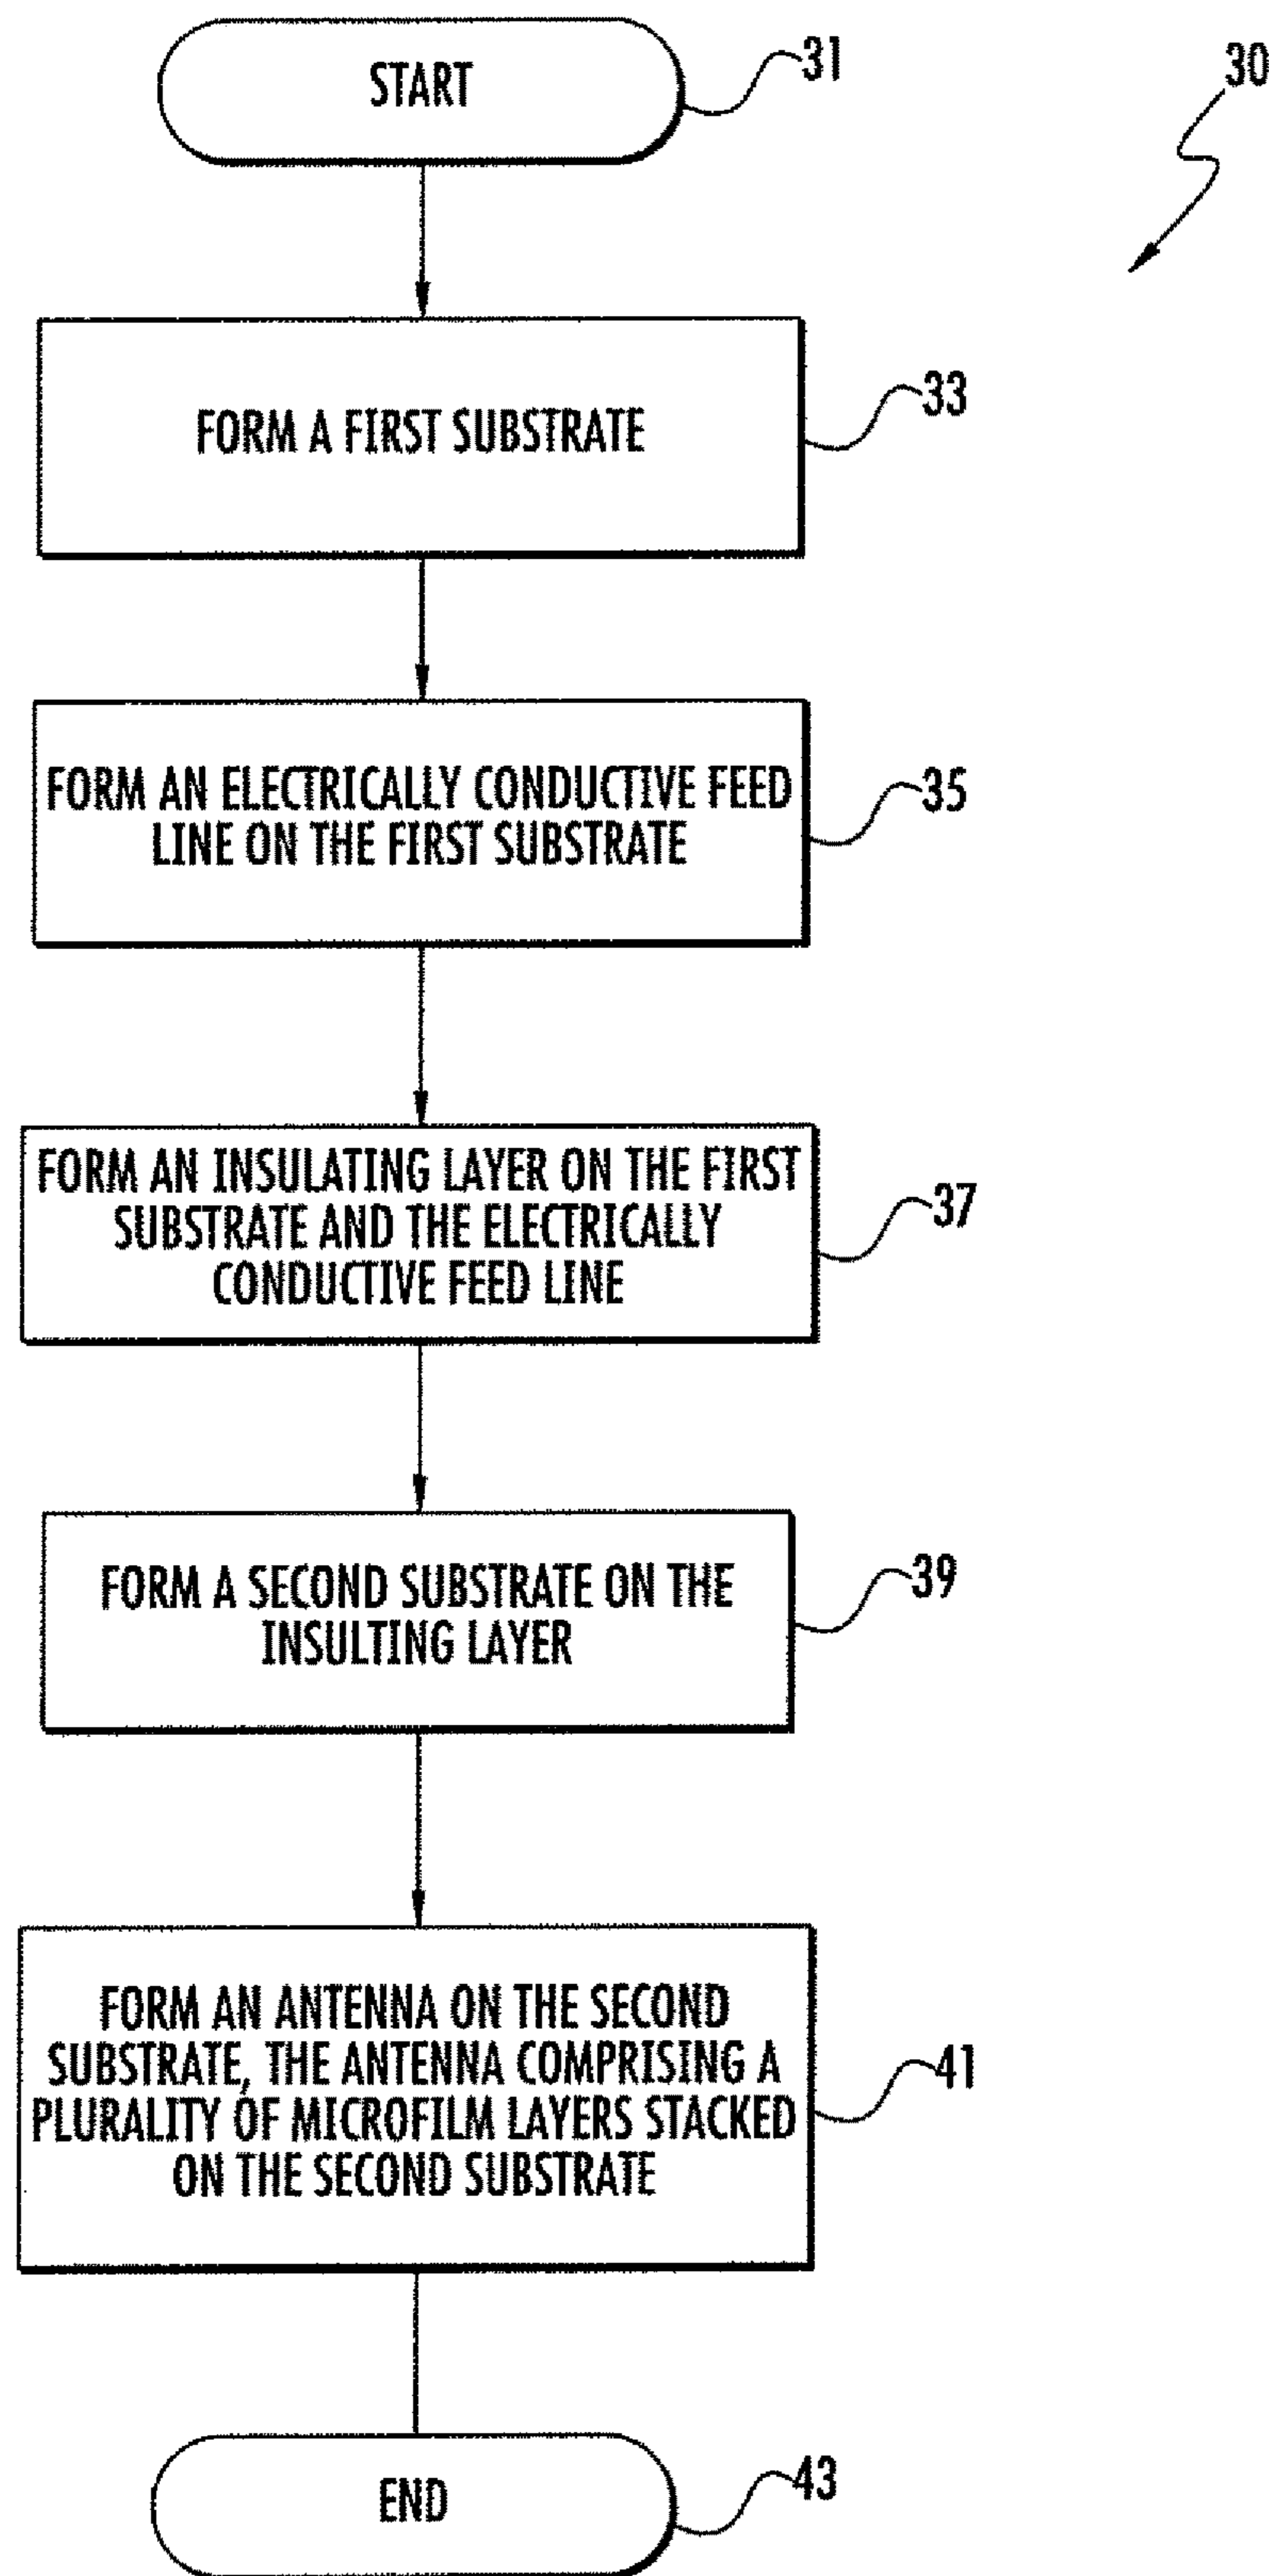 START
31
30
FORM A FIRST SUBSTRATE
33
FORM AN ELECTRICALLY CONDUCTIVE FEED
LINE ON THE FIRST SUBSTRATE
35
FORM AN INSULATING LAYER ON THE FIRST
SUBSTRATE AND THE ELECTRICALLY
CONDUCTIVE FEED LINE
37
FORM A SECOND SUBSTRATE ON THE
INSULTING LAYER
39
FORM AN ANTENNA ON THE SECOND
SUBSTRATE, THE ANTENNA COMPRISING A
PLURALITY OF MICROFILM LAYERS STACKED
ON THE SECOND SUBSTRATE
41
END
43